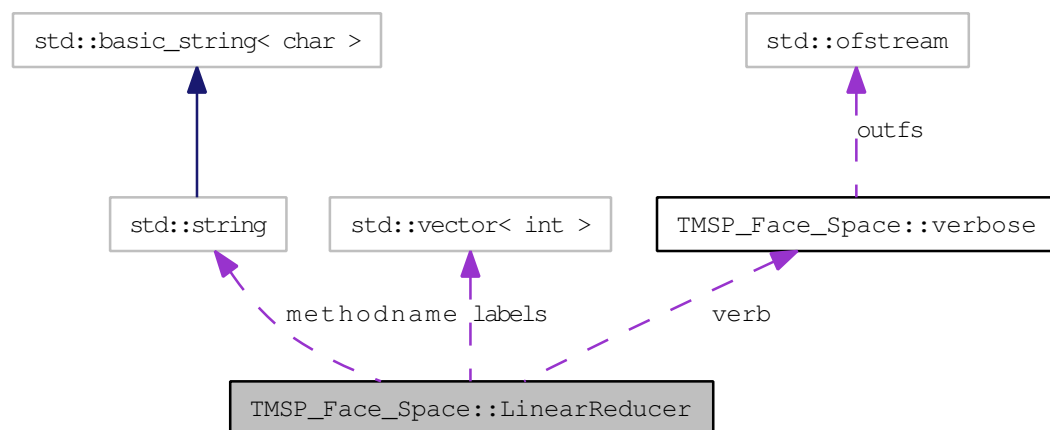 std::basic_string< char >
std::ofstream
outfs
std::string
std::vector< int >
TMSP_Face_Space::verbose
methodname
labels
verb
TMSP_Face_Space::LinearReducer